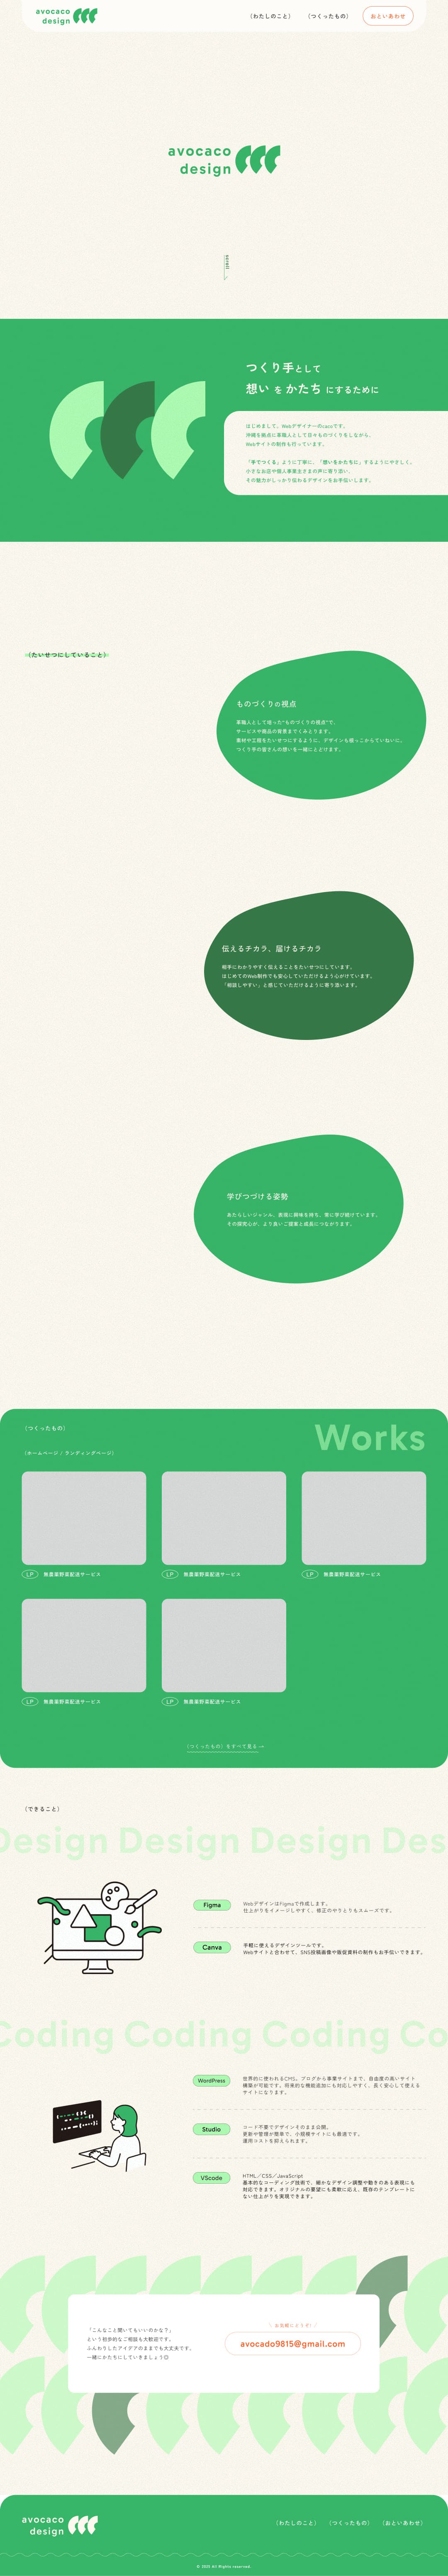 avocaco
design
（わたしのこと）
（つくったもの）
おといあわせ
avocaco
design
scroll
つくり手として
想い を かたち にするために
はじめまして。Webデザイナーのcacoです。
沖縄を拠点に革職人として日々ものづくりをしながら、
Webサイトの制作も行っています。
「手でつくる」ように丁寧に、「想いをかたちに」するようにやさしく。
小さなお店や個人事業主さまの声に寄り添い、
その魅力がしっかり伝わるデザインをお手伝いします。
（たいせつにしていること）
ものづくりの視点
革職人として培った"ものづくりの視点"で、
サービスや商品の背景までくみとります。
素材や工程をたいせつにするように、デザインも根っこからていねいに。
つくり手の皆さんの想いを一緒にとどけます。
伝えるチカラ、届けるチカラ
相手にわかりやすく伝えることをたいせつにしています。
はじめてのWeb制作でも安心していただけるよう心がけています。
「相談しやすい」と感じていただけるように寄り添います。
学びつづける姿勢
あたらしいジャンル、表現に興味を持ち、常に学び続けています。
その探究心が、より良いご提案と成長につながります。
（つくったもの）
Works
（ホームページ / ランディングページ）
LP 無農薬野菜配送サービス
LP 無農薬野菜配送サービス
LP 無農薬野菜配送サービス
LP 無農薬野菜配送サービス
LP 無農薬野菜配送サービス
（つくったもの）をすべて見る →
（できること）
Design Design Design Des
Figma
WebデザインはFigmaで作成します。
仕上がりをイメージしやすく、修正のやりとりもスムーズです。
Canva
手軽に使えるデザインツールです。
Webサイトと合わせて、SNS投稿画像や販促資料の制作もお手伝いできます。
Coding Coding Coding Co
WordPress
世界的に使われるCMS。ブログから事業サイトまで、自由度の高いサイト
構築が可能です。将来的な機能追加にも対応しやすく、長く安心して使える
サイトになります。
Studio
コード不要でデザインそのまま公開。
更新や管理が簡単で、小規模サイトにも最適です。
運用コストを抑えられます。
VScode
HTML／CSS／JavaScript
基本的なコーディング技術で、細かなデザイン調整や動きのある表現にも
対応できます。オリジナルの要望にも柔軟に応え、既存のテンプレートに
ない仕上がりを実現できます。
「こんなこと聞いてもいいのかな？」
という初歩的なご相談も大歓迎です。
ふんわりしたアイデアのままでも大丈夫です。
一緒にかたちにしていきましょう◎
\ お気軽にどうぞ！ /
avocado9815@gmail.com
avocaco
design
（わたしのこと）
（つくったもの）
（おといあわせ）
© 2025 All Rights reserved.